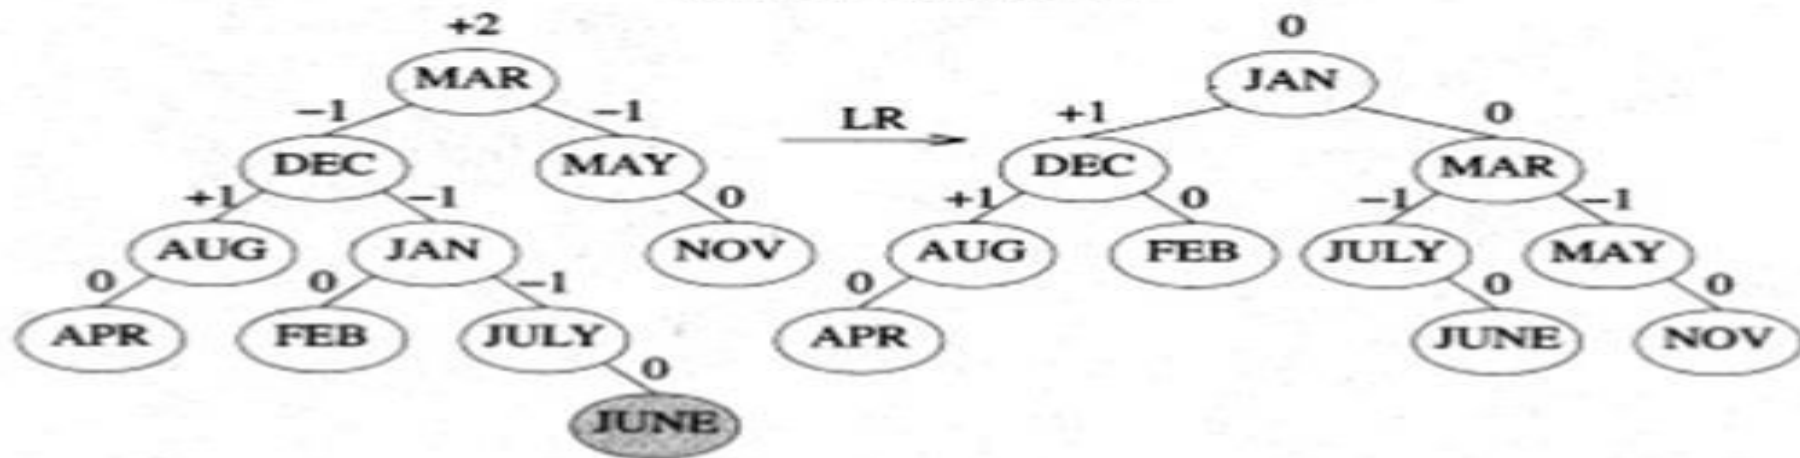 +2 0
MAR JAN
−1 −1 LR +1 0
DEC MAY DEC MAR
+1 −1 0 +1 0 −1 −1
AUG JAN NOV AUG FEB JULY MAY
0 0 −1 0 0 0
APR FEB JULY APR JUNE NOV
0
JUNE